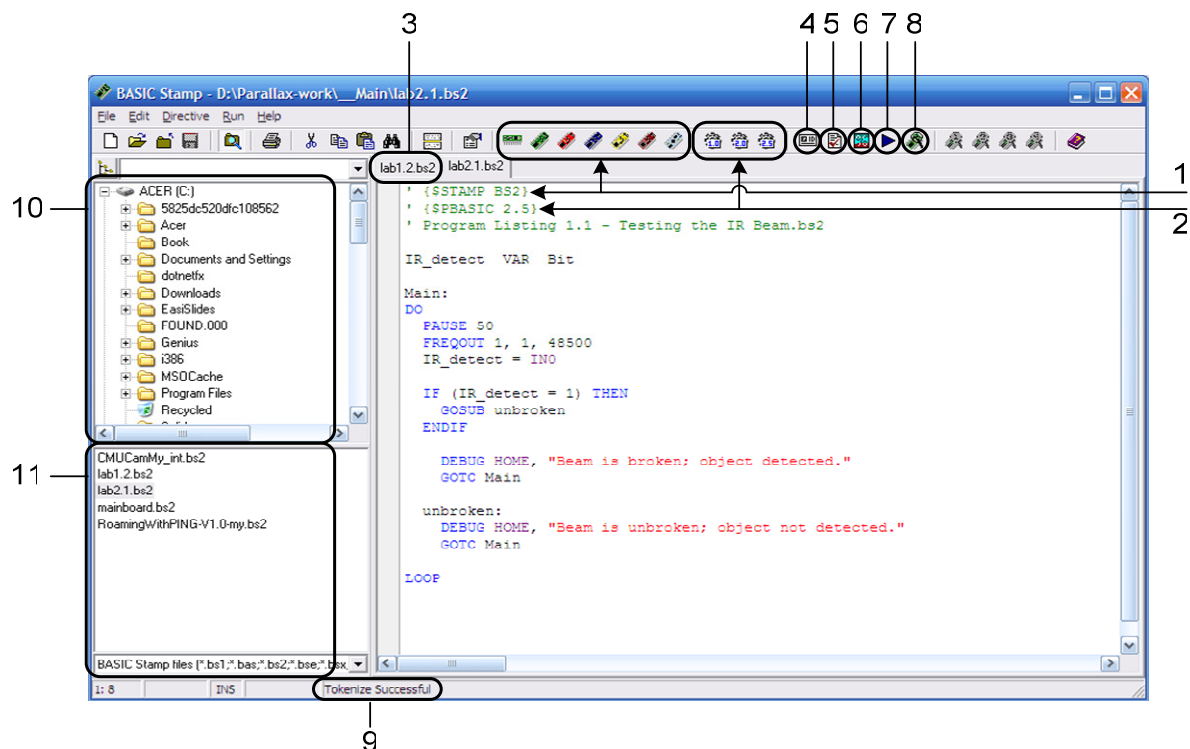 3
4 5 6 7 8
BASIC Stamp - D:\Parallax-work\__Main\lab2.1.bs2
File Edit Directive Run Help
lab1.2.bs2 lab2.1.bs2
1
2
10
ACER (C:)
5825dc520dfc108562
Acer
Book
Documents and Settings
dotnetfx
Downloads
EasiSlides
FOUND.000
Genius
i386
MSOCache
Program Files
Recycled
11
CMUCamMy_int.bs2
lab1.2.bs2
lab2.1.bs2
mainboard.bs2
RoamingWithPING-V1.0-my.bs2
BASIC Stamp files (*.bs1;*.bas;*.bs2;*.bse;*.bsx,
' {$STAMP BS2}
' {$PBASIC 2.5}
' Program Listing 1.1 - Testing the IR Beam.bs2
IR_detect VAR Bit
Main:
DO
PAUSE 50
FREQOUT 1, 1, 48500
IR_detect = IN0
IF (IR_detect = 1) THEN
GOSUB unbroken
ENDIF
DEBUG HOME, "Beam is broken; object detected."
GOTO Main
unbroken:
DEBUG HOME, "Beam is unbroken; object not detected."
GOTO Main
LOOP
1: 8 INS Tokenize Successful
9